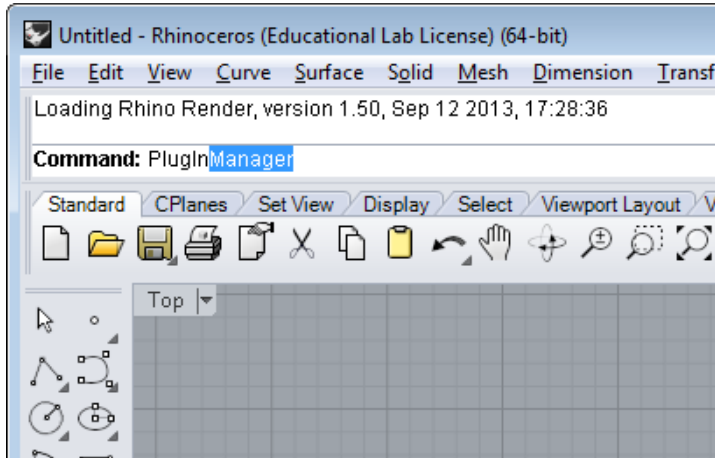 Untitled - Rhinoceros (Educational Lab License) (64-bit)
File Edit View Curve Surface Solid Mesh Dimension Transf
Loading Rhino Render, version 1.50, Sep 12 2013, 17:28:36
Command: PlugInManager
Standard CPlanes Set View Display Select Viewport Layout V
Top